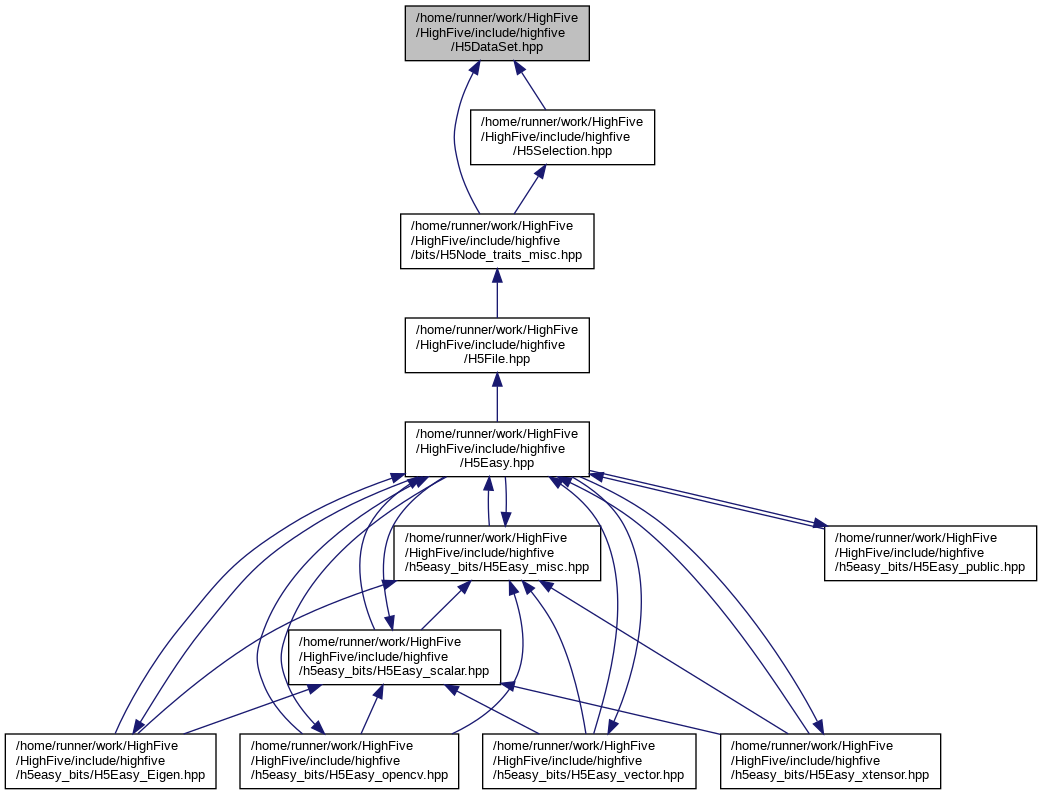 /home/runner/work/HighFive
/HighFive/include/highfive
/H5DataSet.hpp
/home/runner/work/HighFive
/HighFive/include/highfive
/H5Selection.hpp
/home/runner/work/HighFive
/HighFive/include/highfive
/bits/H5Node_traits_misc.hpp
/home/runner/work/HighFive
/HighFive/include/highfive
/H5File.hpp
/home/runner/work/HighFive
/HighFive/include/highfive
/H5Easy.hpp
/home/runner/work/HighFive
/HighFive/include/highfive
/h5easy_bits/H5Easy_misc.hpp
/home/runner/work/HighFive
/HighFive/include/highfive
/h5easy_bits/H5Easy_public.hpp
/home/runner/work/HighFive
/HighFive/include/highfive
/h5easy_bits/H5Easy_scalar.hpp
/home/runner/work/HighFive
/HighFive/include/highfive
/h5easy_bits/H5Easy_Eigen.hpp
/home/runner/work/HighFive
/HighFive/include/highfive
/h5easy_bits/H5Easy_opencv.hpp
/home/runner/work/HighFive
/HighFive/include/highfive
/h5easy_bits/H5Easy_vector.hpp
/home/runner/work/HighFive
/HighFive/include/highfive
/h5easy_bits/H5Easy_xtensor.hpp